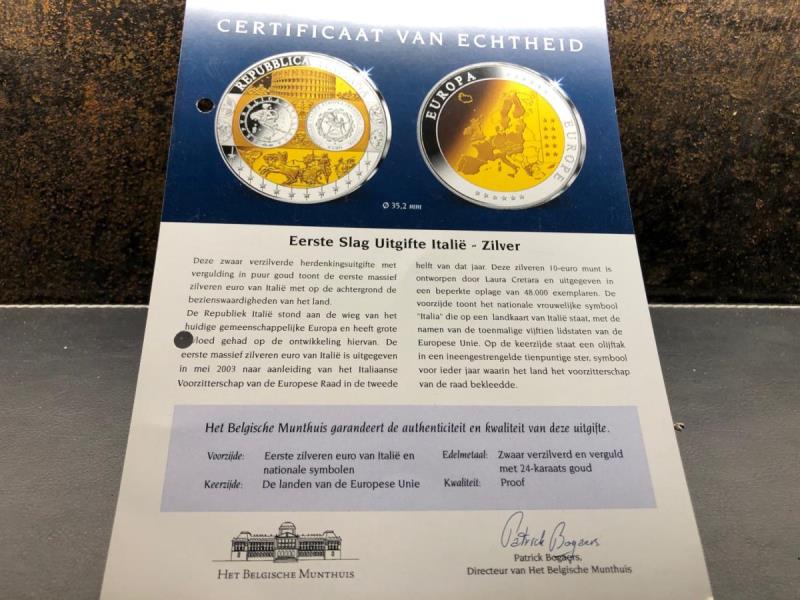 CERTIFICAAT VAN ECHTHEID
REPUBBLICA
EUROPA
EUROPE
Ø 35,2 mm
Eerste Slag Uitgifte Italië - Zilver
Deze zwaar verzilverde herdenkingsuitgifte met
vergulding in puur goud toont de eerste massief
zilveren euro van Italië met op de achtergrond de
bezienswaardigheden van het land.
De Republiek Italië stond aan de wieg van het
huidige gemeenschappelijke Europa en heeft grote
vloed gehad op de ontwikkeling hiervan. De
eerste massief zilveren euro van Italië is uitgegeven
in mei 2003 naar aanleiding van het Italiaanse
Voorzitterschap van de Europese Raad in de tweede
helft van dat jaar. Deze zilveren 10-euro munt is
ontworpen door Laura Cretara en uitgegeven in
een beperkte oplage van 48.000 exemplaren. De
voorzijde toont het nationale vrouwelijke symbool
"Italia" die op een landkaart van Italië staat, met de
namen van de toenmalige vijftien lidstaten van de
Europese Unie. Op de keerzijde staat een olijftak
in een ineengestrengelde tienpuntige ster, symbool
voor ieder jaar waarin het land het voorzitterschap
van de raad bekleedde.
Het Belgische Munthuis garandeert de authenticiteit en kwaliteit van deze uitgifte.
Voorzijde: Eerste zilveren euro van Italië en
nationale symbolen
Keerzijde: De landen van de Europese Unie
Edelmetaal: Zwaar verzilverd en verguld
met 24-karaats goud
Kwaliteit: Proof
HET BELGISCHE MUNTHUIS
Patrick Bogaers
Patrick Bogaers,
Directeur van Het Belgische Munthuis